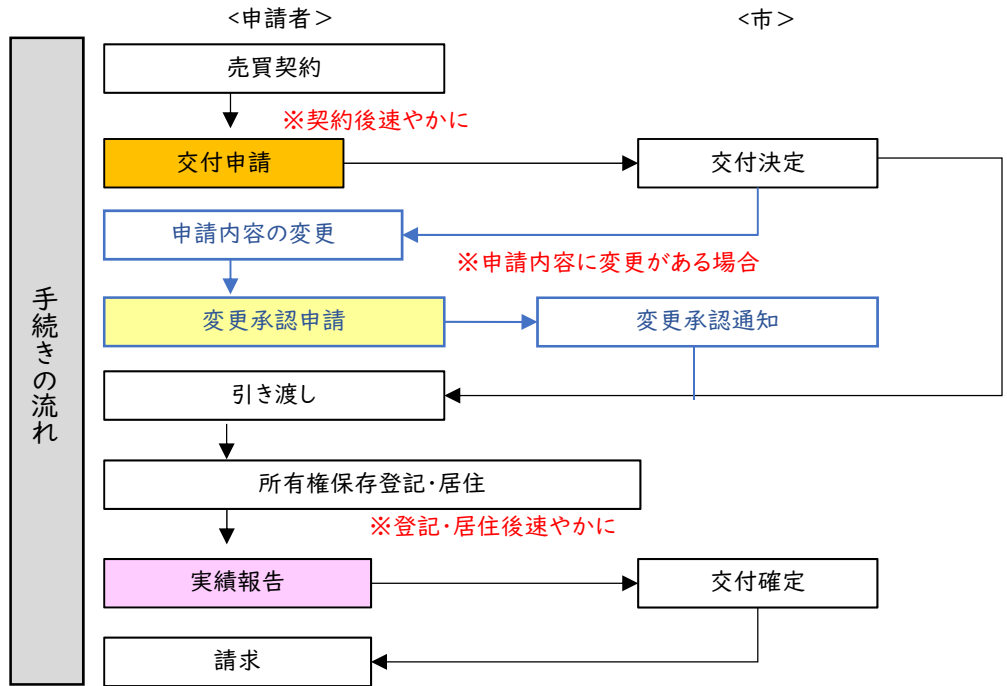 <申請者>
<市>
手続きの流れ
売買契約
※契約後速やかに
交付申請
交付決定
申請内容の変更
※申請内容に変更がある場合
変更承認申請
変更承認通知
引き渡し
所有権保存登記・居住
※登記・居住後速やかに
実績報告
交付確定
請求